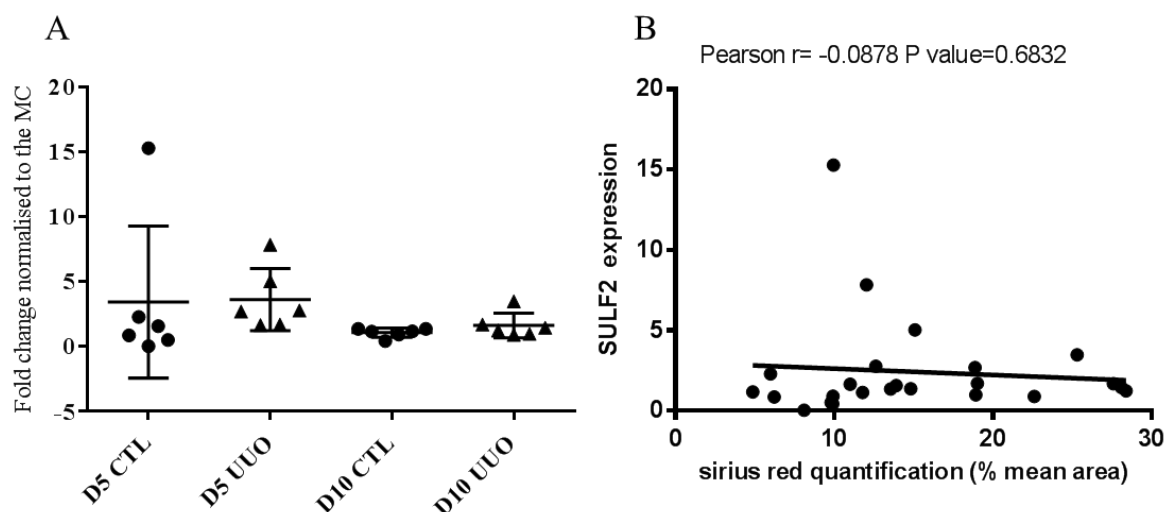 A
Fold change normalised to the MC
20
15
10
5
0
-5
D5 CTL
D5 UUO
D10 CTL
D10 UUO
B
Pearson r= -0.0878 P value=0.6832
SULF2 expression
20
15
10
5
0
0
10
20
30
sirius red quantification (% mean area)